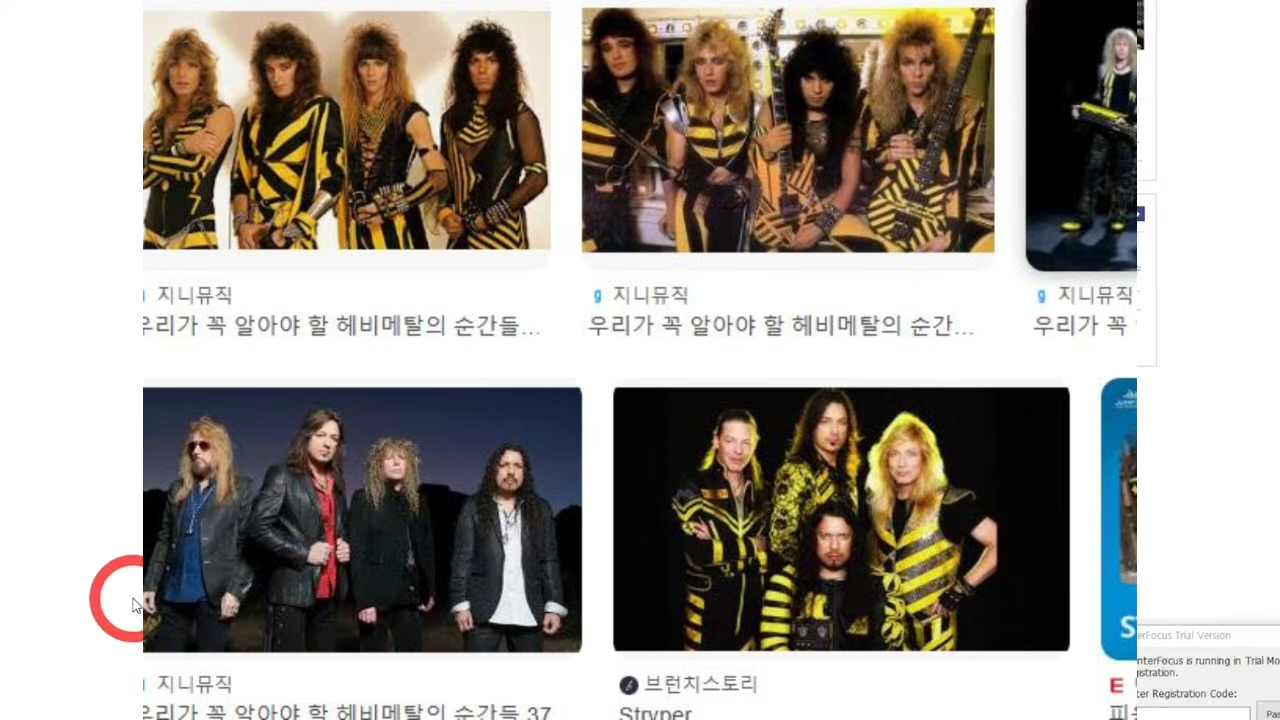 지니뮤직
지니뮤직
지니뮤직
우리가 꼭 알아야 할 헤비메탈의 순간들...
우리가 꼭 알아야 할 헤비메탈의 순간...
우리가 꼭
지니뮤직
브런치스토리
E
우리가 꼭 알아야 할 헤비메탈의 순간들 37
Stryper
S
erFocus Trial Version
nterFocus is running in Trial Mo
istration.
ter Registration Code:
Pas